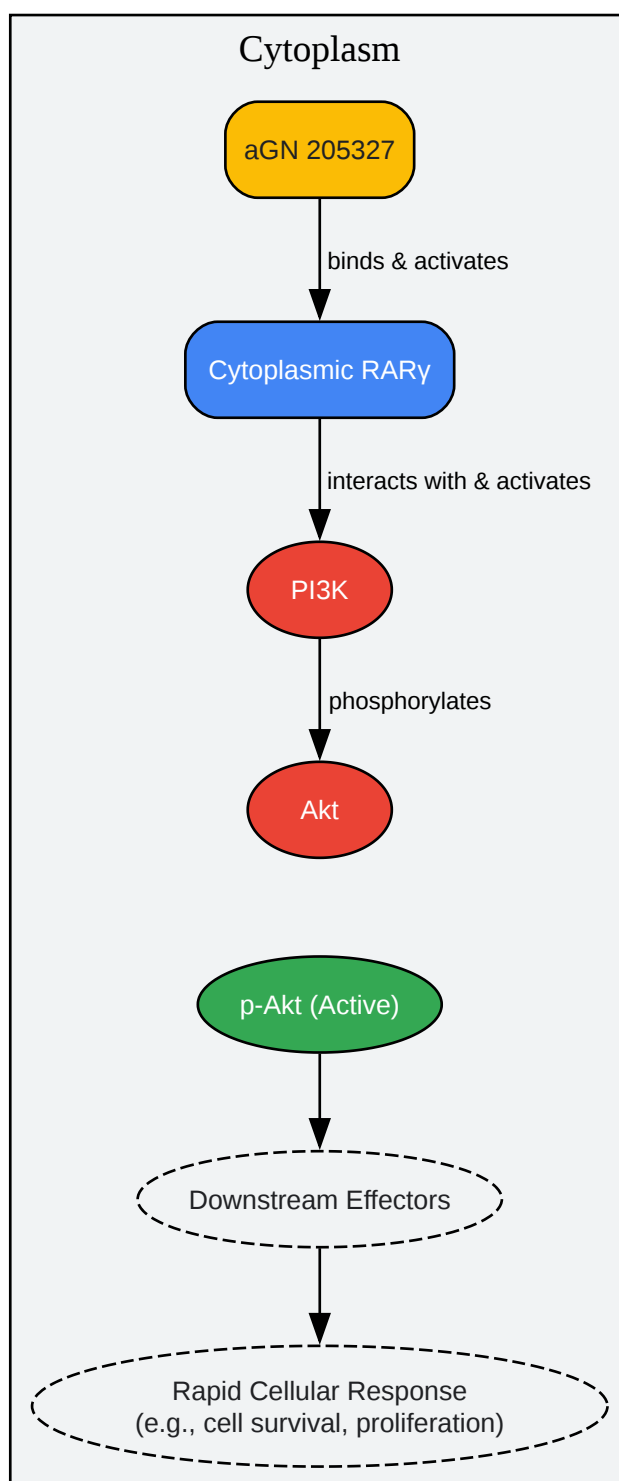 Cytoplasm
aGN 205327
binds & activates
Cytoplasmic RARγ
interacts with & activates
PI3K
phosphorylates
Akt
p-Akt (Active)
Downstream Effectors
Rapid Cellular Response
(e.g., cell survival, proliferation)